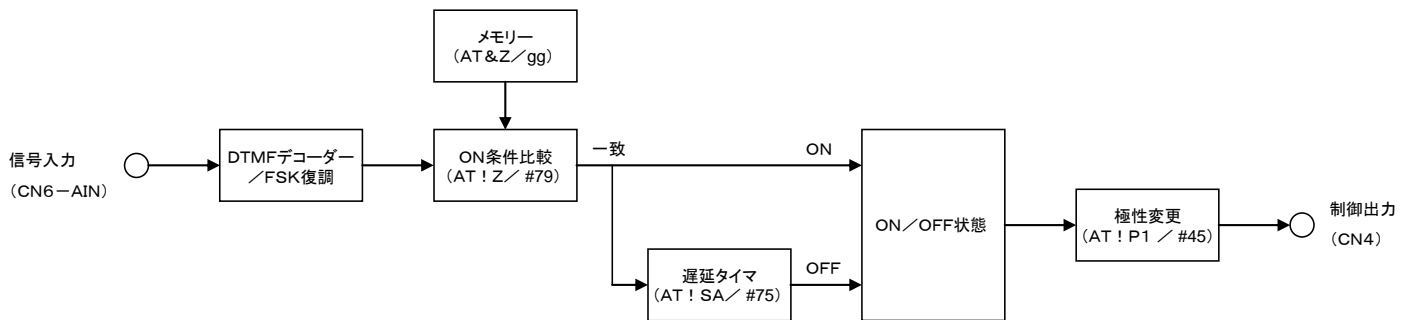 メモリー
（AT＆Z／gg）
信号入力
（CN6－AIN）
DTMFデコーダー
／FSK復調
ON条件比較
（AT！Z／ #79）
一致
ON
ON／OFF状態
遅延タイマ
（AT！SA／ #75）
OFF
極性変更
（AT！P1 ／ #45）
制御出力
（CN4）